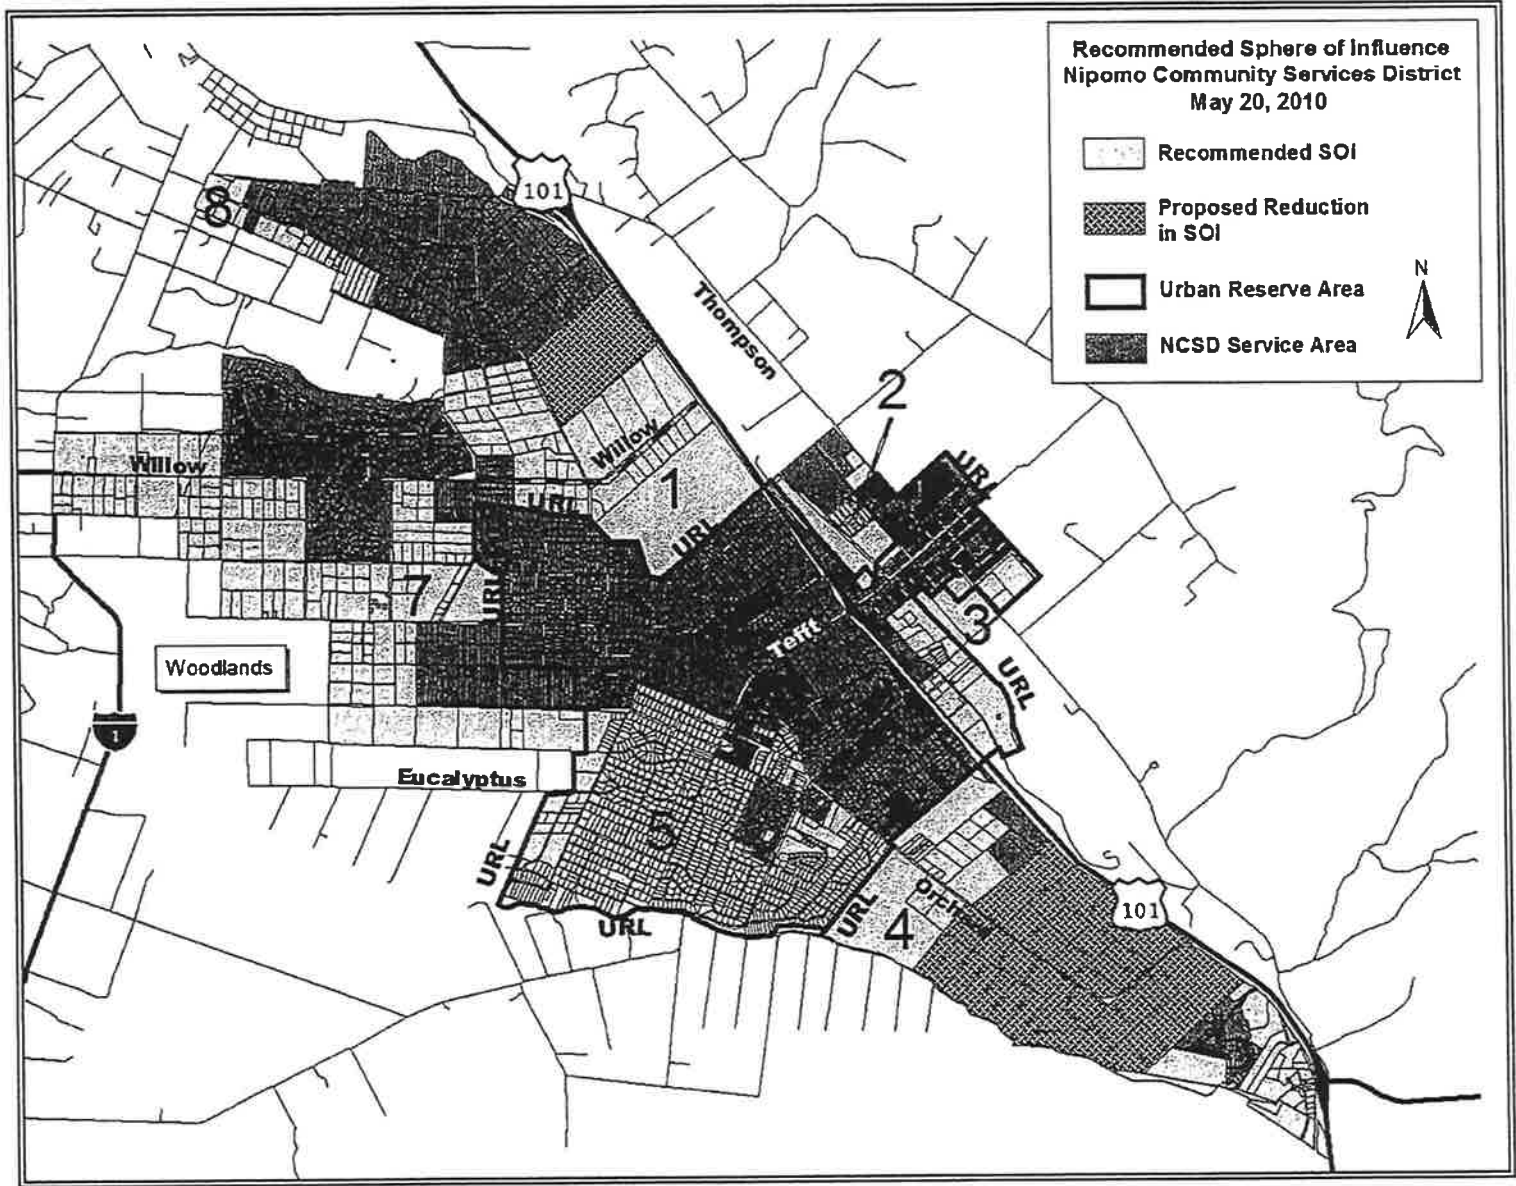 Recommended Sphere of Influence
Nipomo Community Services District
May 20, 2010
Recommended SOI
Proposed Reduction
in SOI
Urban Reserve Area
NCSD Service Area
N
101
8
Thompson
2
Willow
Willow
1
URL
URL
URL
7
URL
3
Tefft
Woodlands
URL
1
Eucalyptus
5
URL
URL
URL
4
101